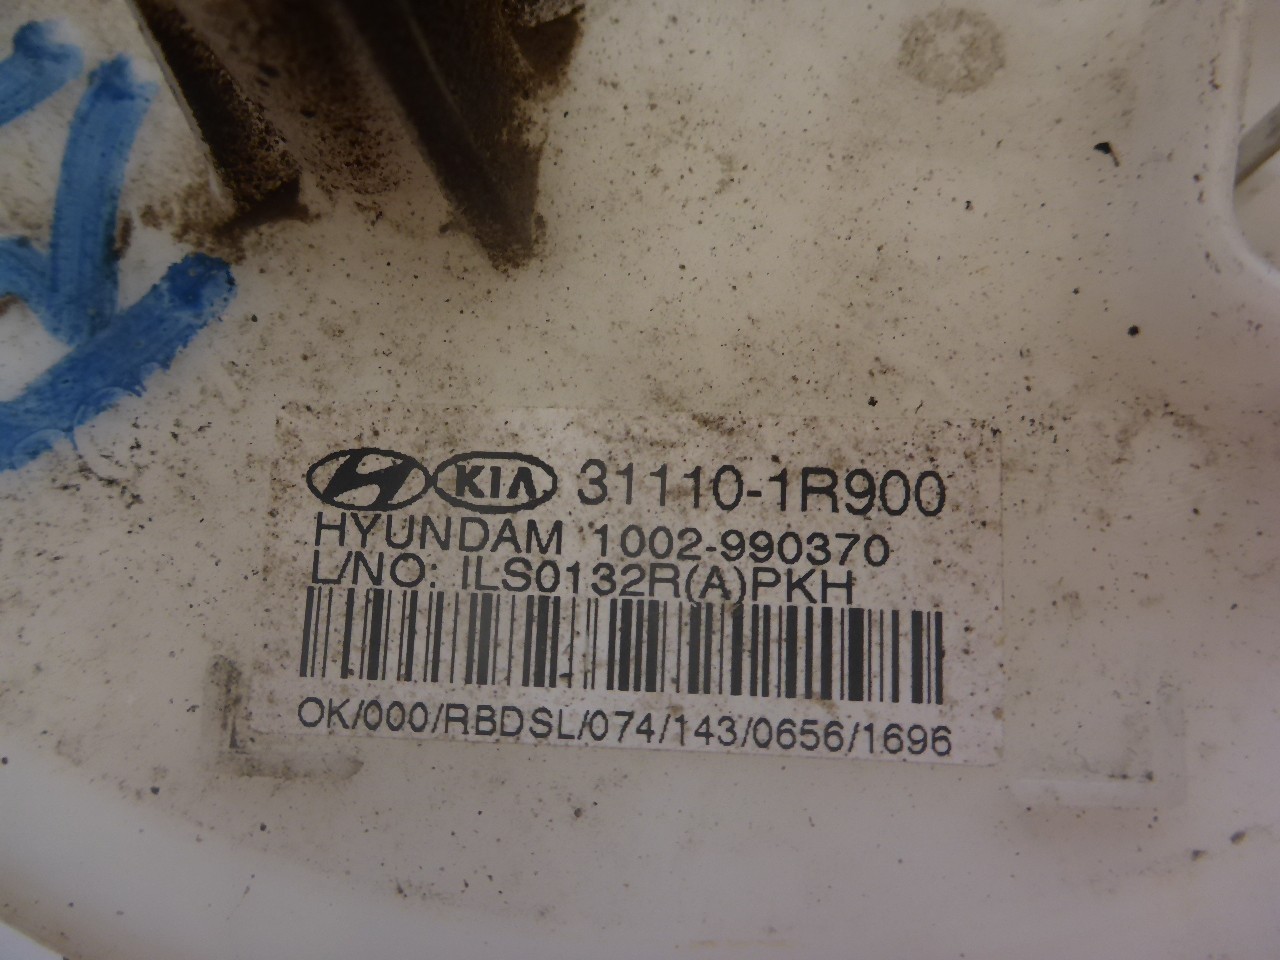 KIA 31110-1R900
HYUNDAM 1002-990370
L/NO: ILS0132R(A)PKH
OK/000/RBDSL/074/143/0656/1696